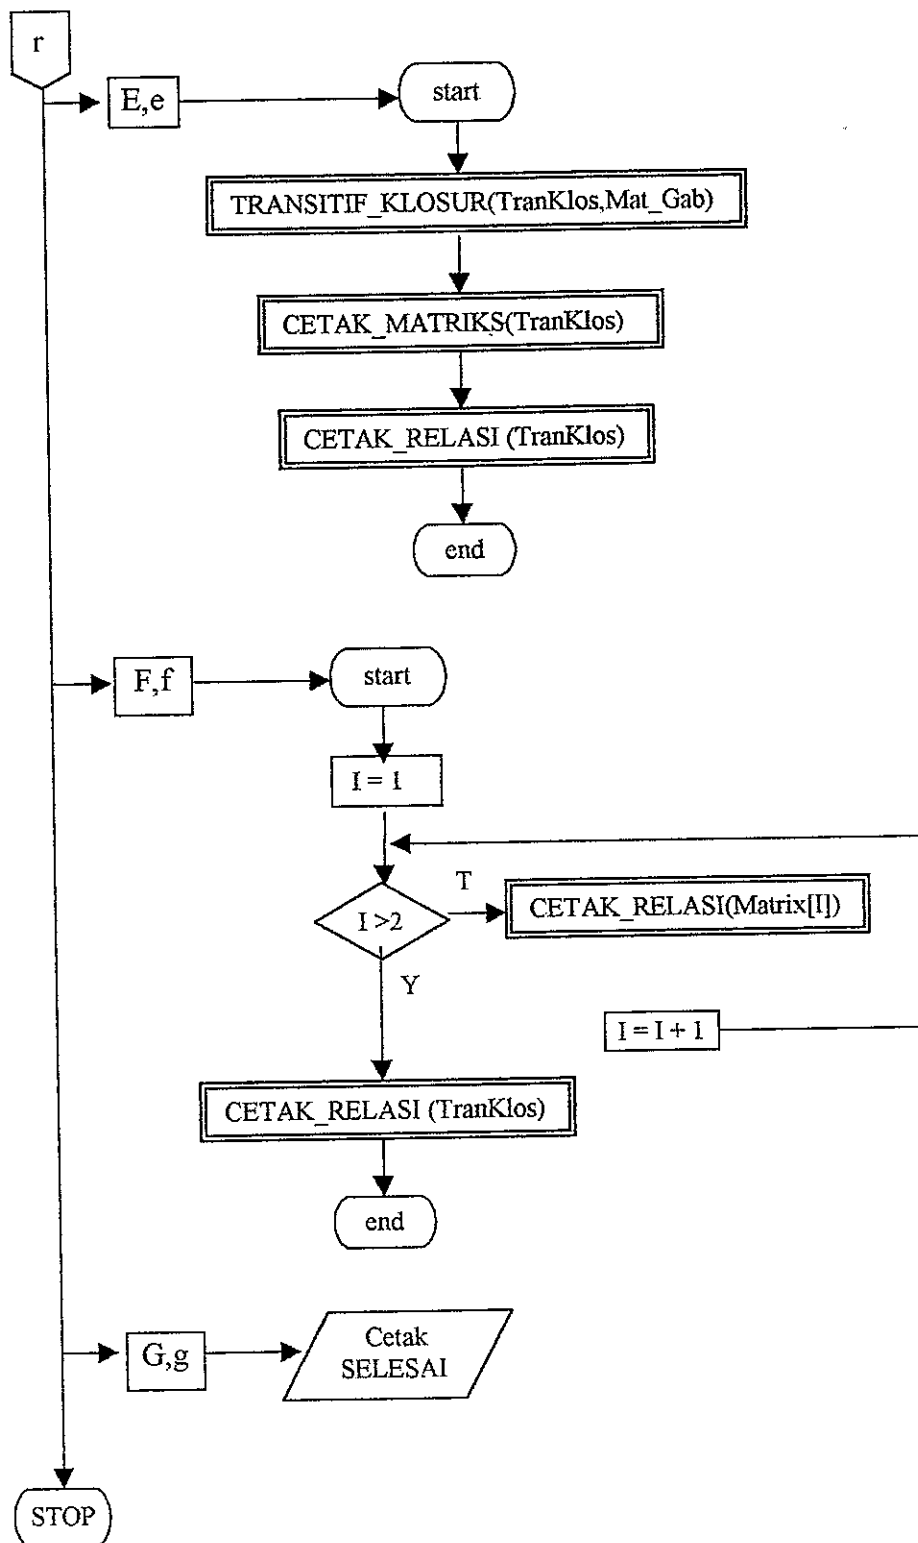 r
E,e
start
TRANSITIF_KLOSUR(TranKlos,Mat_Gab)
CETAK_MATRIKS(TranKlos)
CETAK_RELASI (TranKlos)
end
F,f
start
I = 1
I >2
T
CETAK_RELASI(Matrix[I])
Y
I = I + 1
CETAK_RELASI (TranKlos)
end
G,g
Cetak
SELESAI
STOP